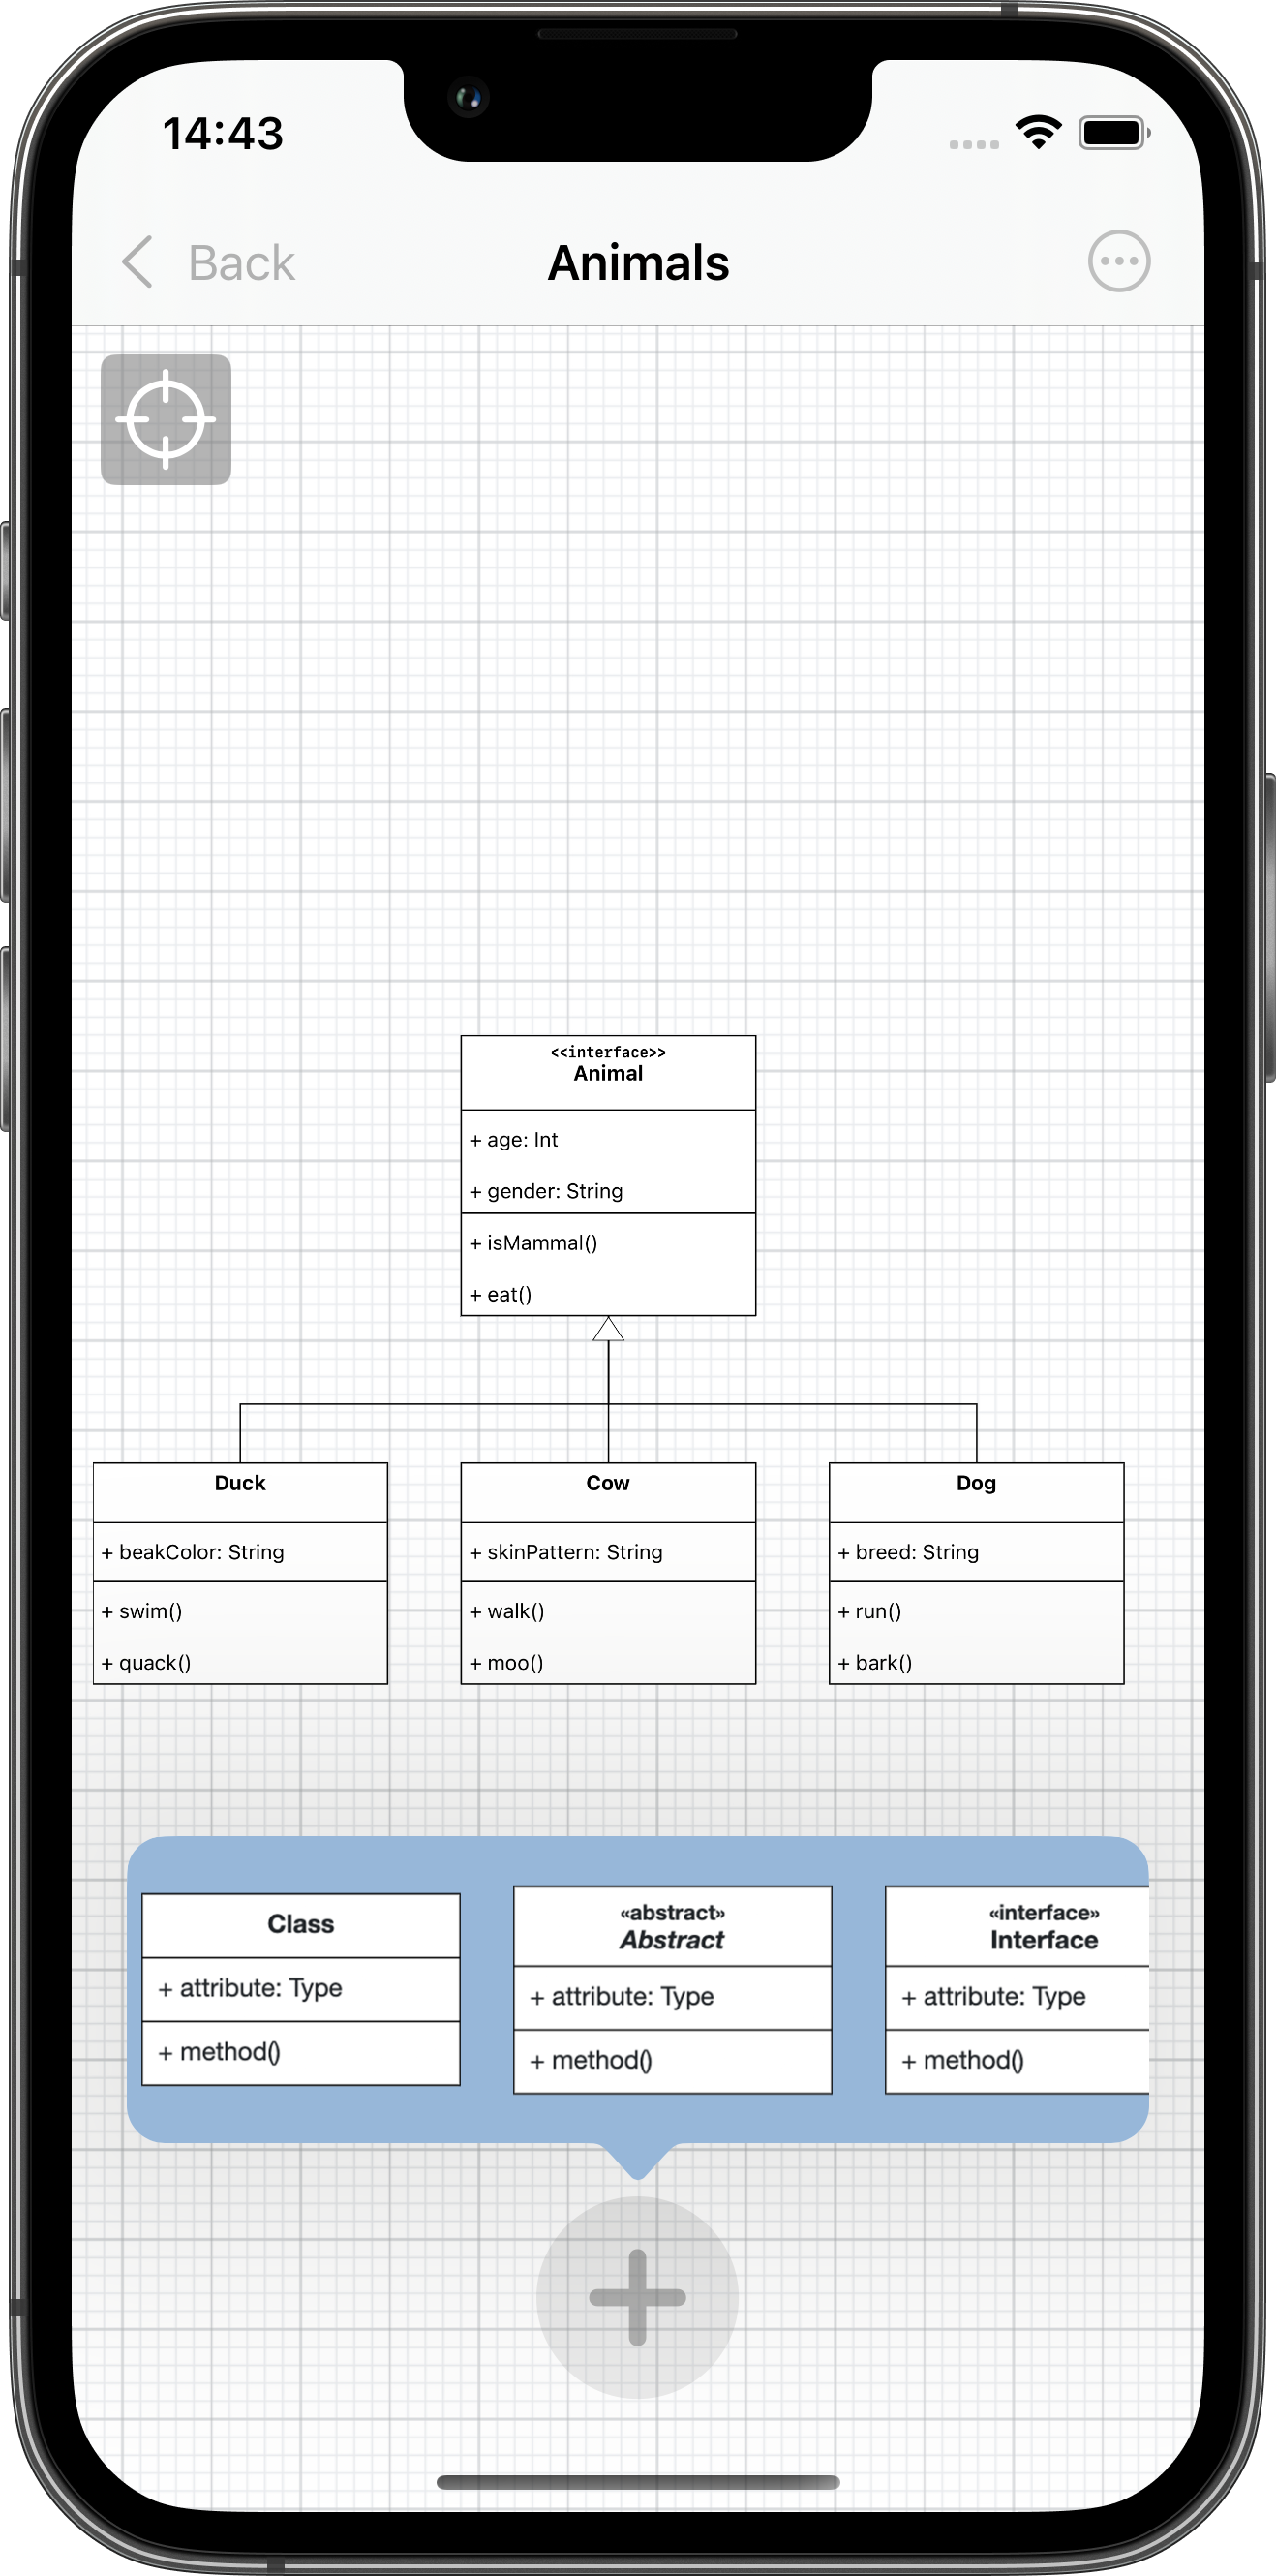 14:43
Back
Animals
<<interface>>
Animal
+ age: Int
+ gender: String
+ isMammal()
+ eat()
Duck
+ beakColor: String
+ swim()
+ quack()
Cow
+ skinPattern: String
+ walk()
+ moo()
Dog
+ breed: String
+ run()
+ bark()
Class
+ attribute: Type
+ method()
«abstract»
Abstract
+ attribute: Type
+ method()
«interface»
Interface
+ attribute: Type
+ method()